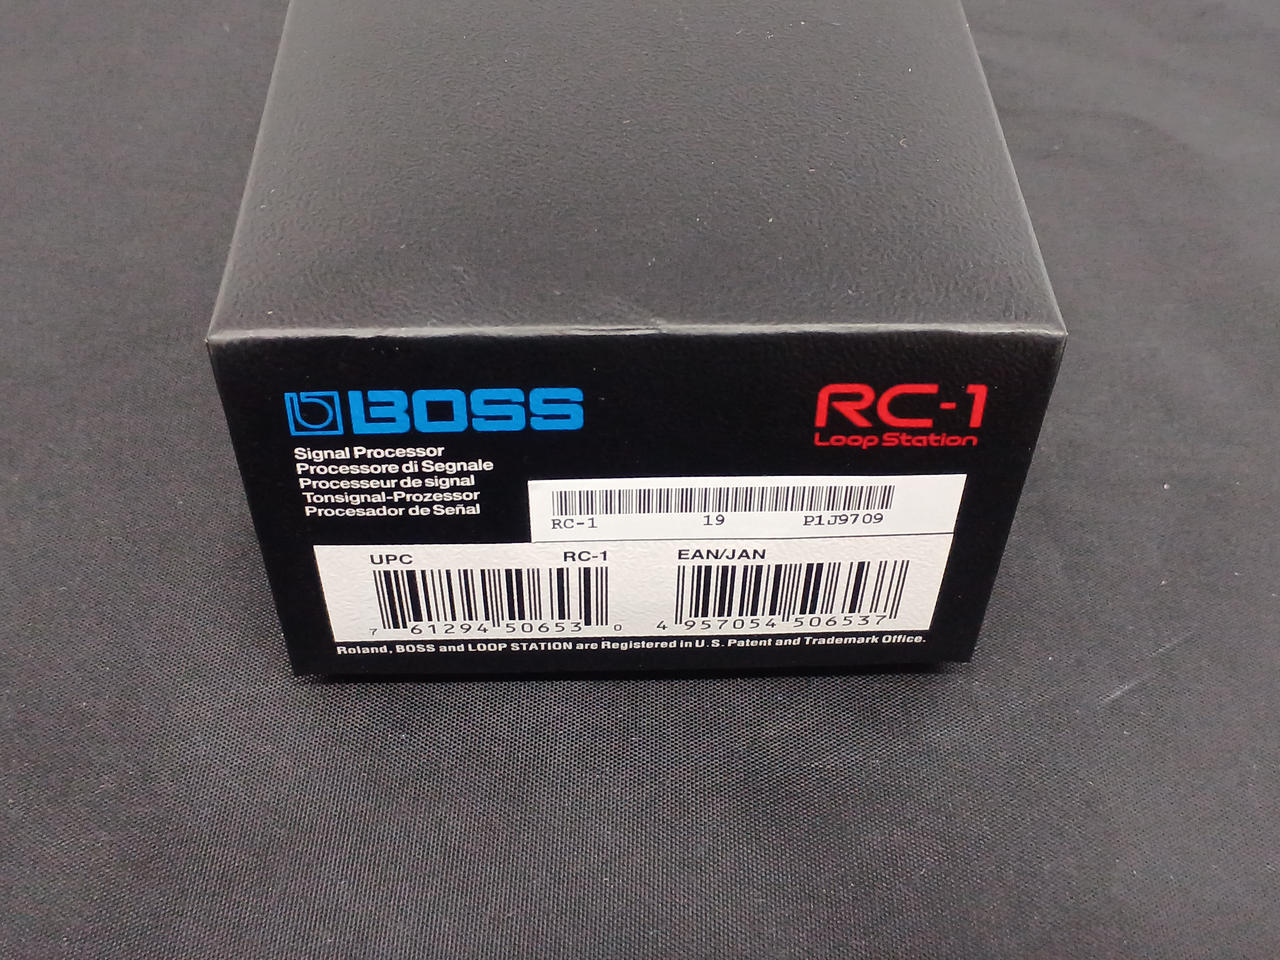 BOSS
RC-1
Loop Station
Signal Processor
Processore di Segnale
Processeur de signal
Tonsignal-Prozessor
Procesador de Señal
RC-1 19 P1J9709
UPC RC-1 EAN/JAN
7 61294 50653 0 4 957054 506537
Roland, BOSS and LOOP STATION are Registered in U.S. Patent and Trademark Office.